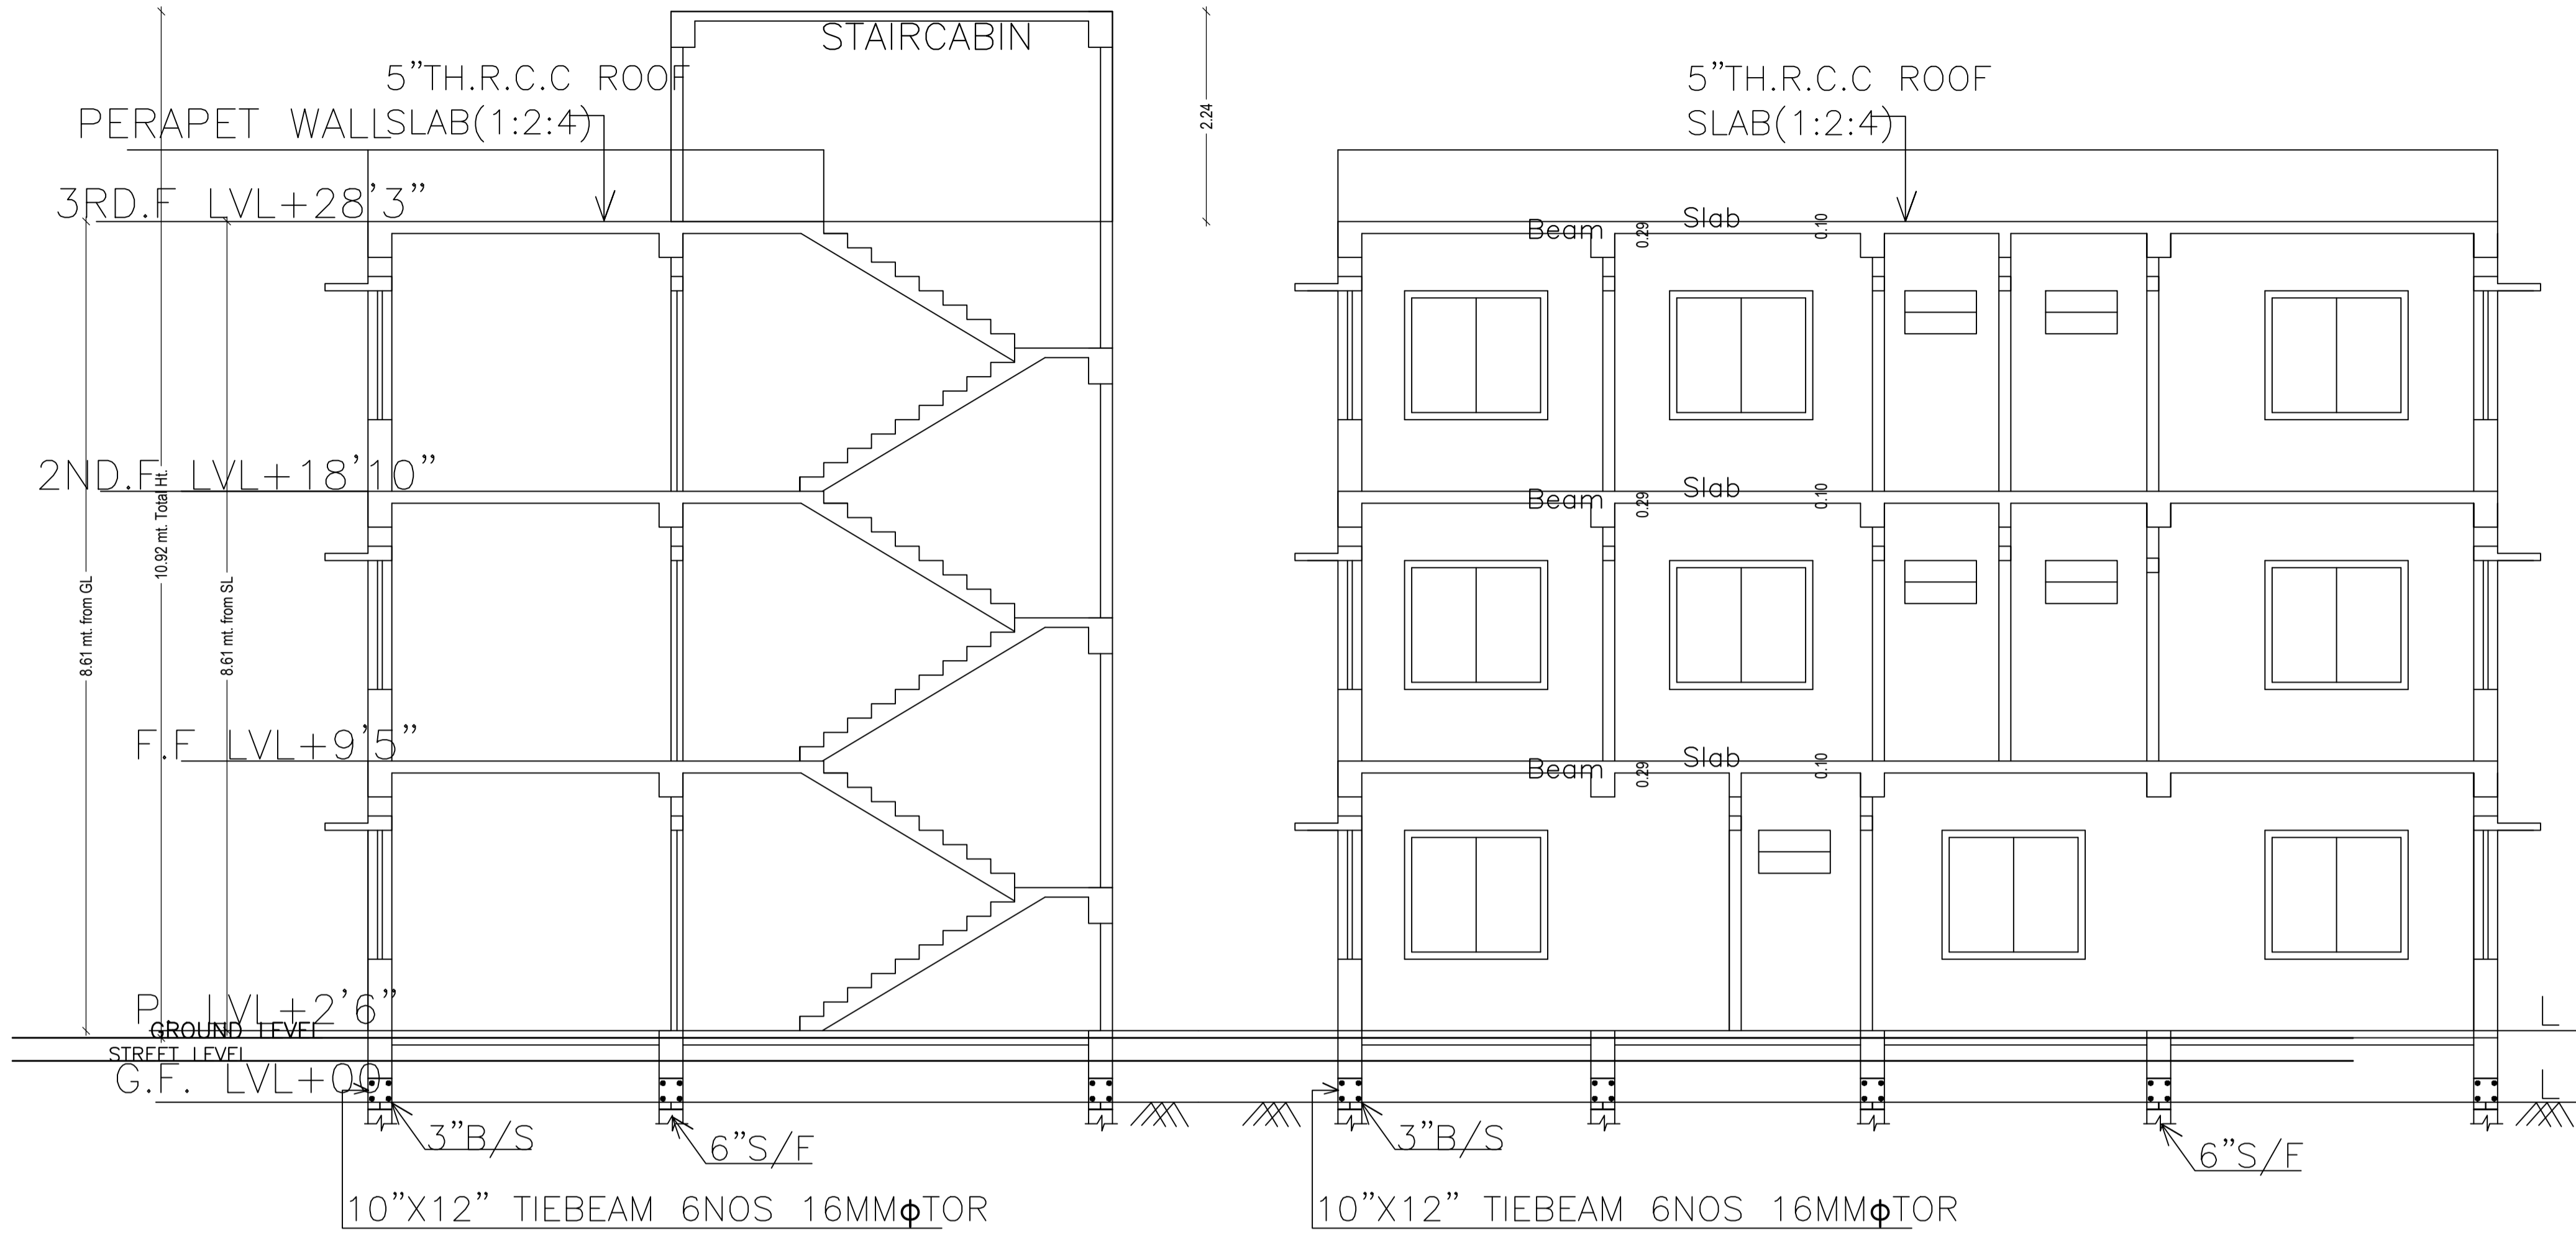 STAIRCABIN
5”TH.R.C.C ROOF
SLAB(1:2:4)
PERAPET WALL
3RD.F LVL+28’3”
2ND.F LVL+18’10”
F.F LVL+9’5”
P. LVL+2’6”
GROUND LEVEL
STREET LEVEL
G.F. LVL+00
8.61 mt. from GL
10.92 mt. Total Ht.
8.61 mt. from SL
3”B/S
6”S/F
10”X12” TIEBEAM 6NOS 16MMɸTOR
2.24
5”TH.R.C.C ROOF
SLAB(1:2:4)
Beam 0.29 Slab 0.10
Beam 0.29 Slab 0.10
Beam 0.29 Slab 0.10
L
L
3”B/S
6”S/F
10”X12” TIEBEAM 6NOS 16MMɸTOR